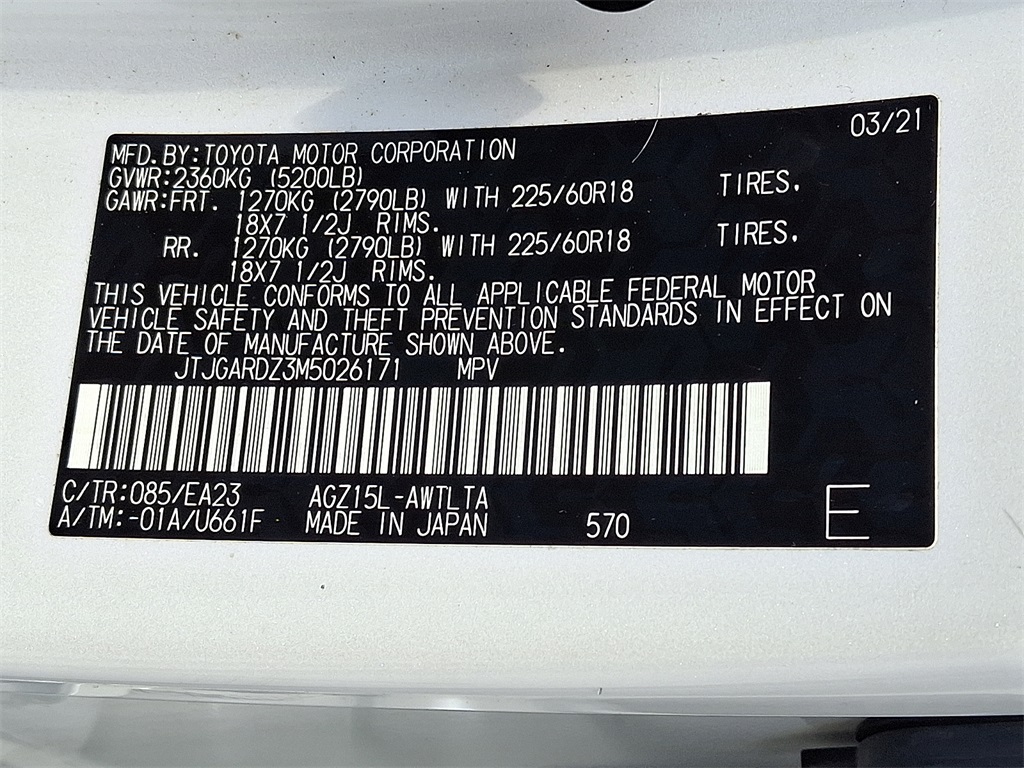 03/21
MFD. BY: TOYOTA MOTOR CORPORATION
GVWR: 2360KG (5200LB)
GAWR: FRT. 1270KG (2790LB) WITH 225/60R18 TIRES.
18X7 1/2J RIMS.
RR. 1270KG (2790LB) WITH 225/60R18 TIRES.
18X7 1/2J RIMS.
THIS VEHICLE CONFORMS TO ALL APPLICABLE FEDERAL MOTOR
VEHICLE SAFETY AND THEFT PREVENTION STANDARDS IN EFFECT ON
THE DATE OF MANUFACTURE SHOWN ABOVE.
JTJGARDZ3M5026171 MPV
C/TR: 085/EA23 AGZ15L-AWTLTA
A/TM: -01A/U661F MADE IN JAPAN 570 E